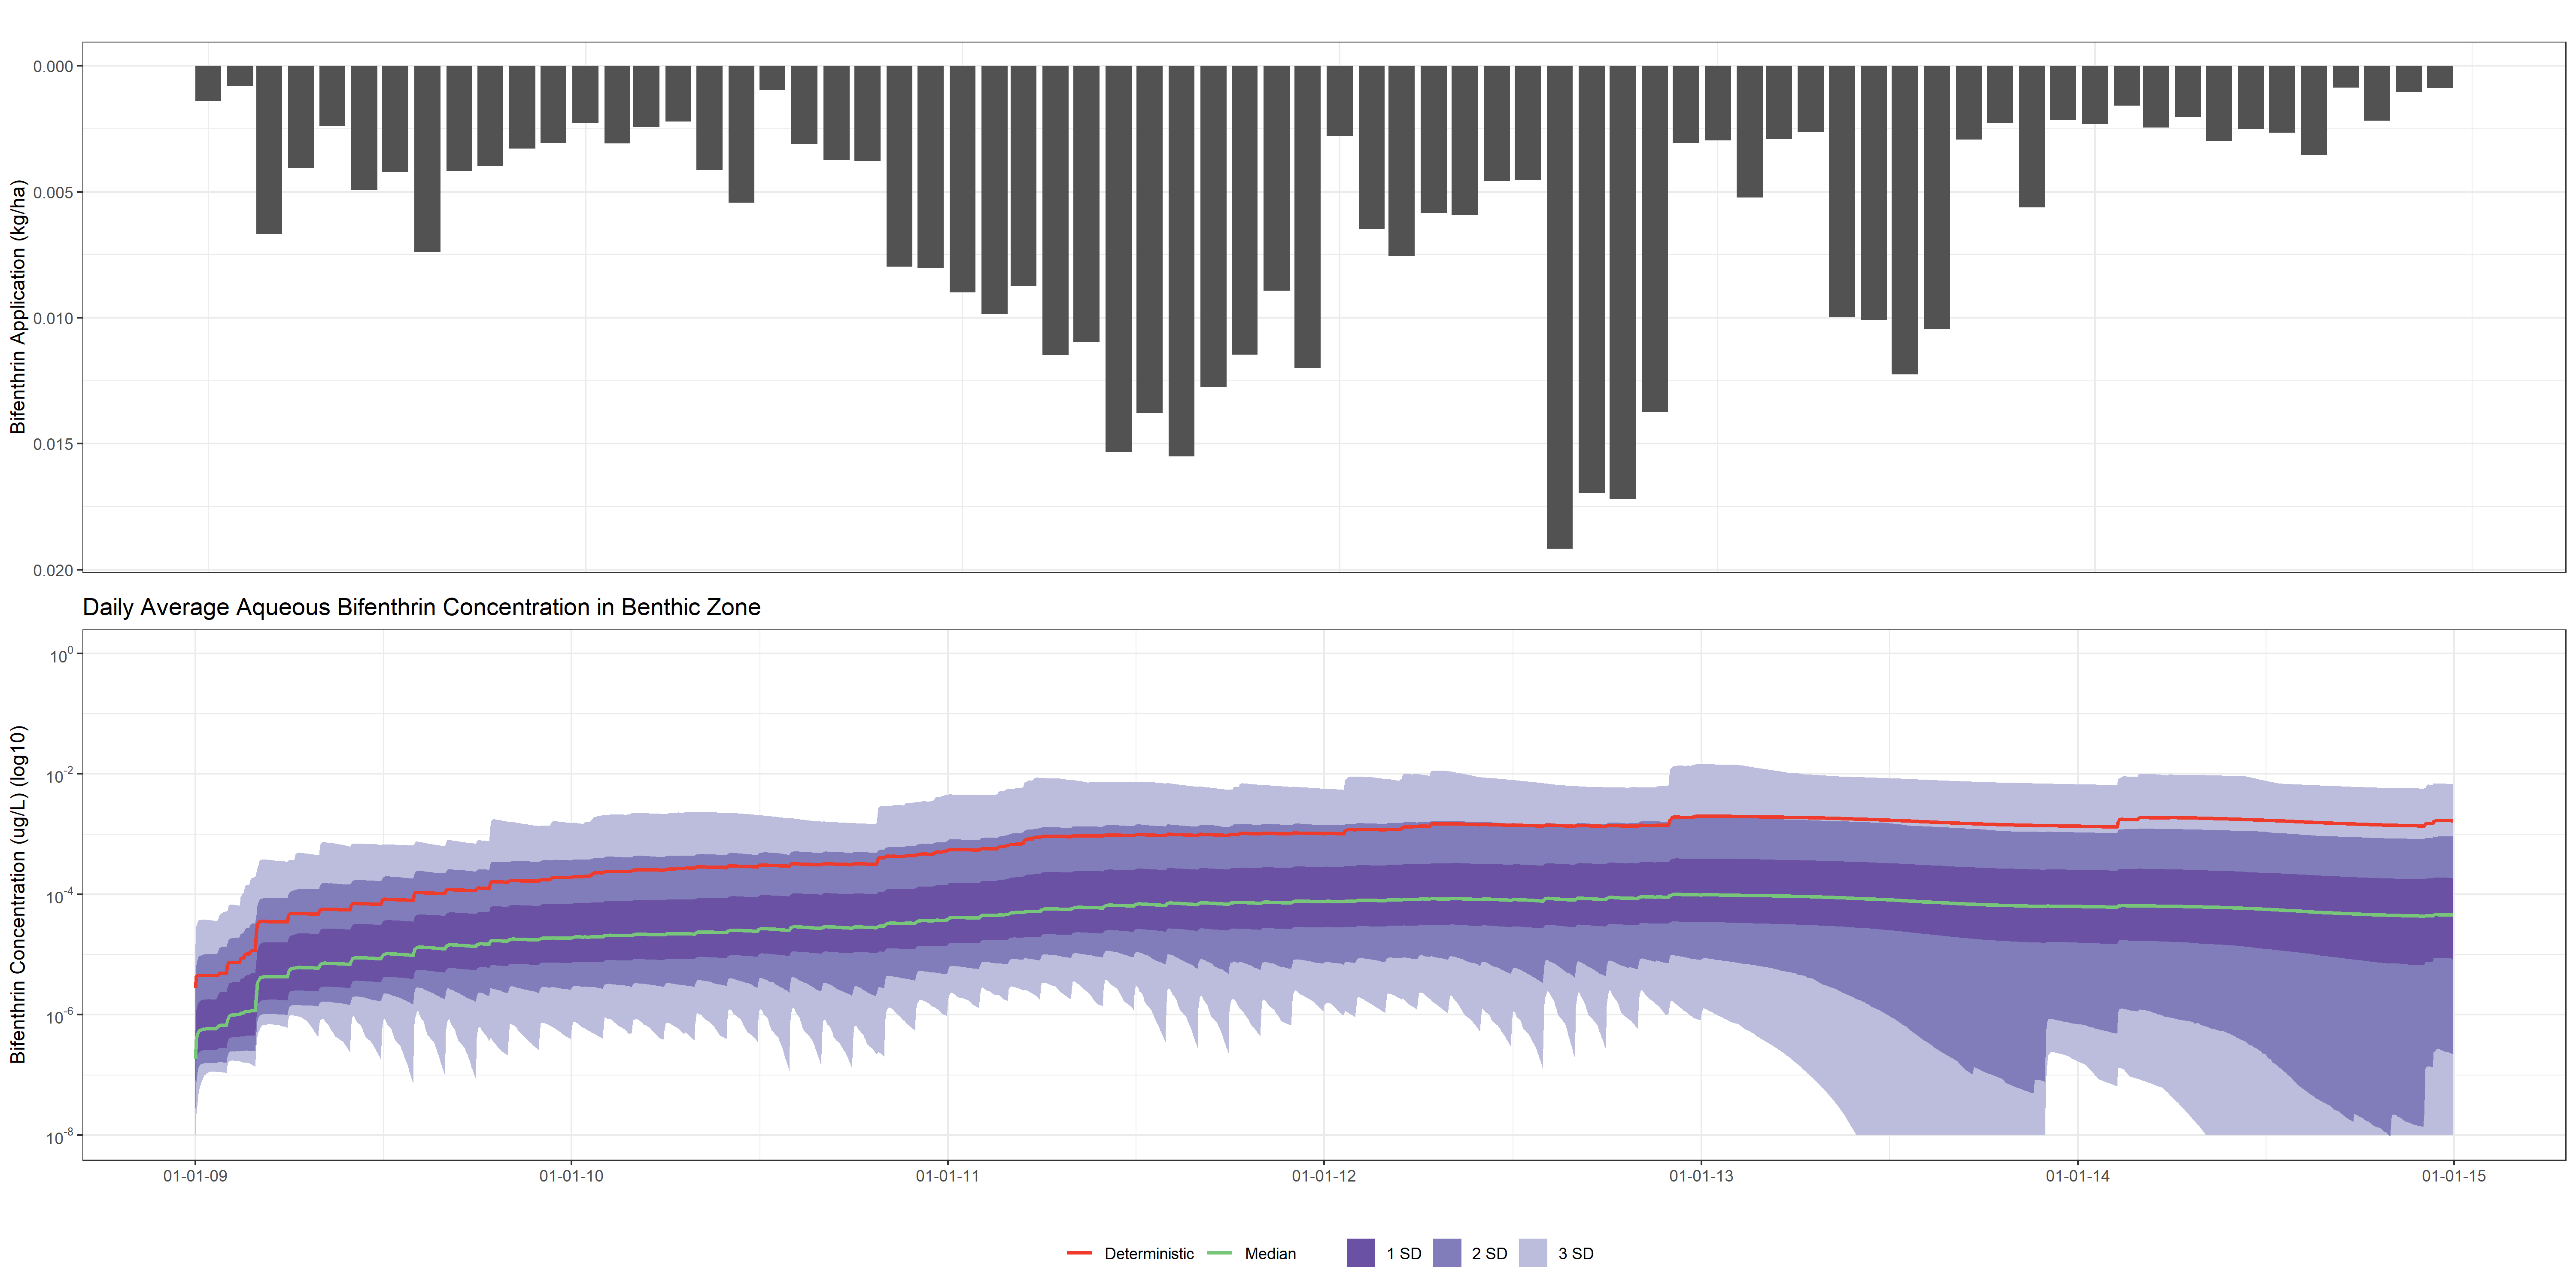 0.000
0.005
0.010
0.015
0.020
Bifenthrin Application (kg/ha)
Daily Average Aqueous Bifenthrin Concentration in Benthic Zone
10^0
10^-2
10^-4
10^-6
10^-8
Bifenthrin Concentration (ug/L) (log10)
01-01-09 01-01-10 01-01-11 01-01-12 01-01-13 01-01-14 01-01-15
Deterministic Median 1 SD 2 SD 3 SD